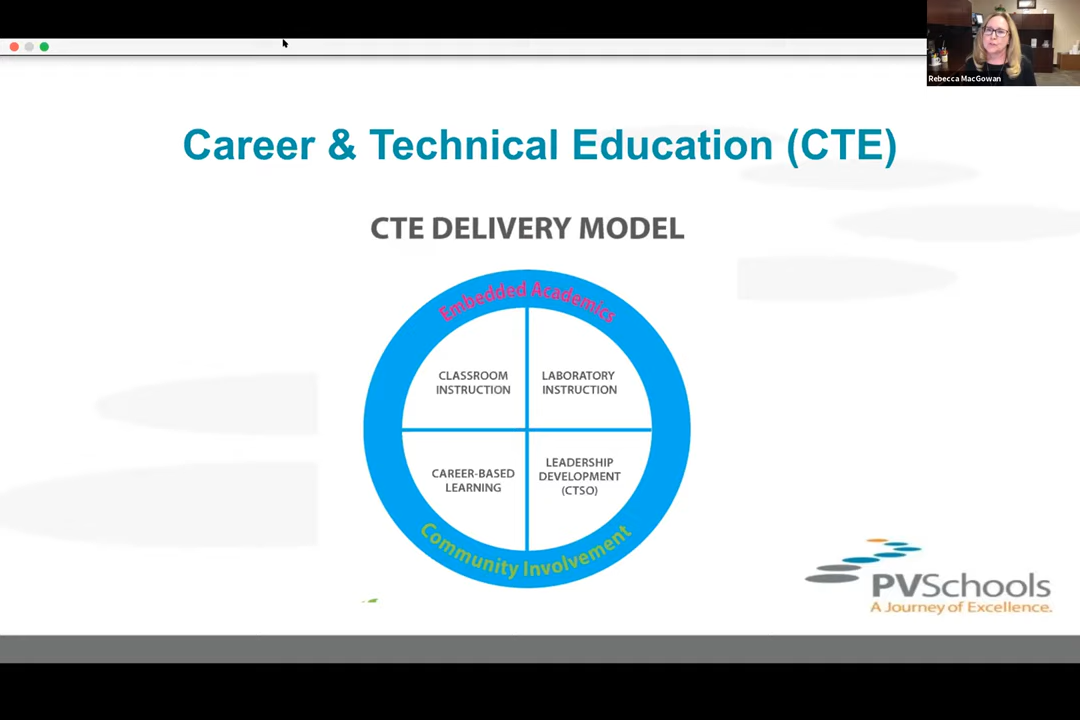 Rebecca MacGowan
Career & Technical Education (CTE)
CTE DELIVERY MODEL
Embedded Academics
CLASSROOM
INSTRUCTION
LABORATORY
INSTRUCTION
CAREER-BASED
LEARNING
LEADERSHIP
DEVELOPMENT
(CTSO)
Community Involvement
PVSchools
A Journey of Excellence.